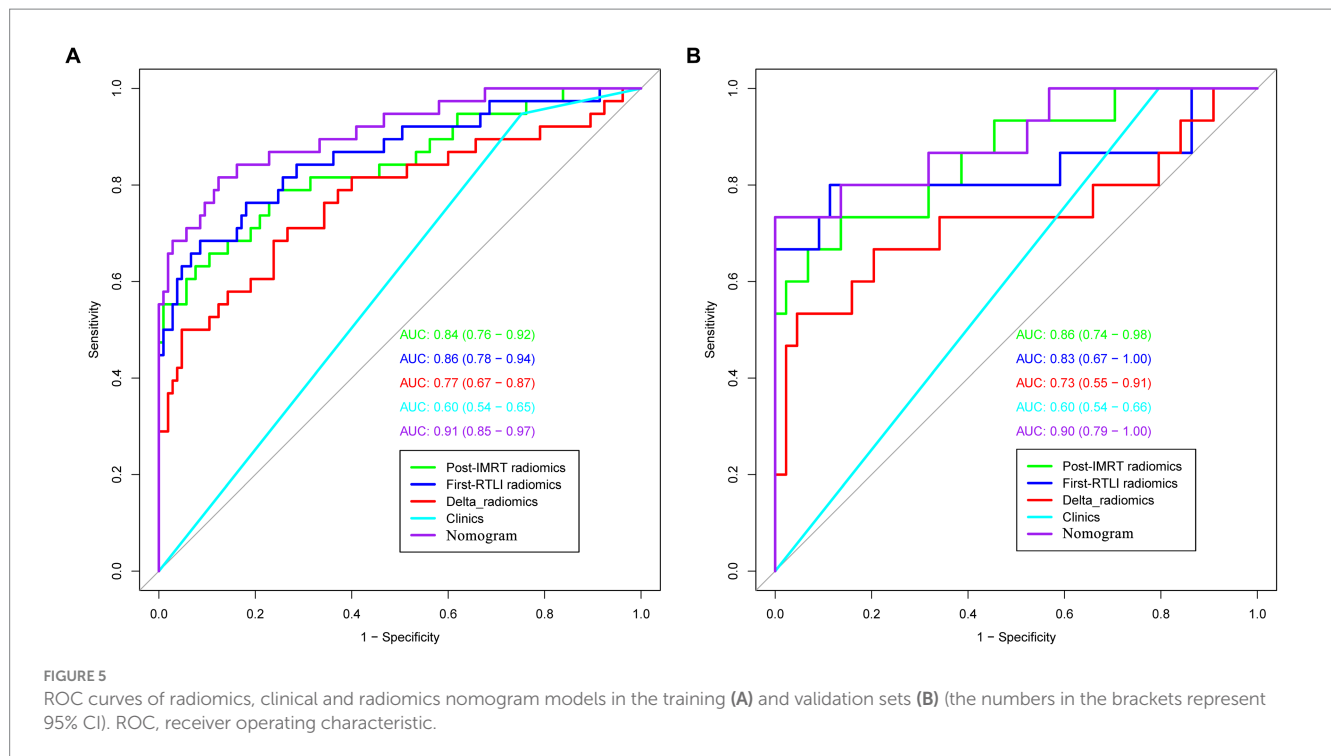 A
B
1.0
0.8
0.6
0.4
0.2
0.0
Sensitivity
AUC: 0.84 (0.76 − 0.92)
AUC: 0.86 (0.78 − 0.94)
AUC: 0.77 (0.67 − 0.87)
AUC: 0.60 (0.54 − 0.65)
AUC: 0.91 (0.85 − 0.97)
Post-IMRT radiomics
First-RTLI radiomics
Delta_radiomics
Clinics
Nomogram
0.0 0.2 0.4 0.6 0.8 1.0
1 − Specificity
1.0
0.8
0.6
0.4
0.2
0.0
Sensitivity
AUC: 0.86 (0.74 − 0.98)
AUC: 0.83 (0.67 − 1.00)
AUC: 0.73 (0.55 − 0.91)
AUC: 0.60 (0.54 − 0.66)
AUC: 0.90 (0.79 − 1.00)
Post-IMRT radiomics
First-RTLI radiomics
Delta_radiomics
Clinics
Nomogram
0.0 0.2 0.4 0.6 0.8 1.0
1 − Specificity
FIGURE 5
ROC curves of radiomics, clinical and radiomics nomogram models in the training (A) and validation sets (B) (the numbers in the brackets represent
95% CI). ROC, receiver operating characteristic.